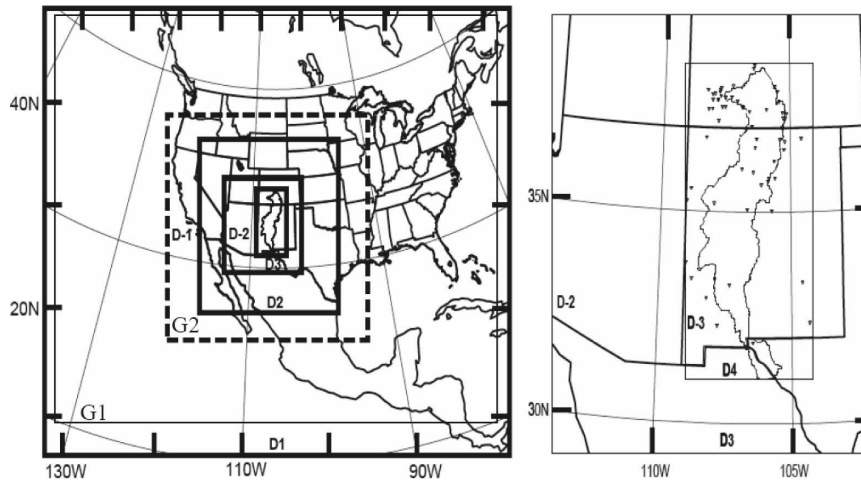 40N
20N
D-1
D-2
D3
D2
G2
G1
D1
130W
110W
90W
35N
30N
D-2
D-3
D4
D3
110W
105W